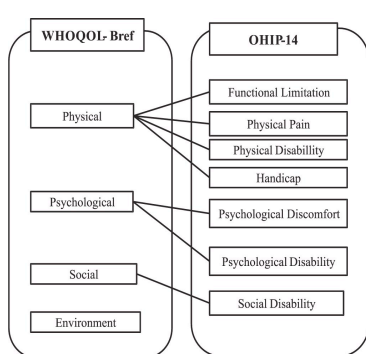 WHOQOL- Bref
Physical
Psychological
Social
Environment
OHIP-14
Functional Limitation
Physical Pain
Physical Disabillity
Handicap
Psychological Discomfort
Psychological Disability
Social Disability